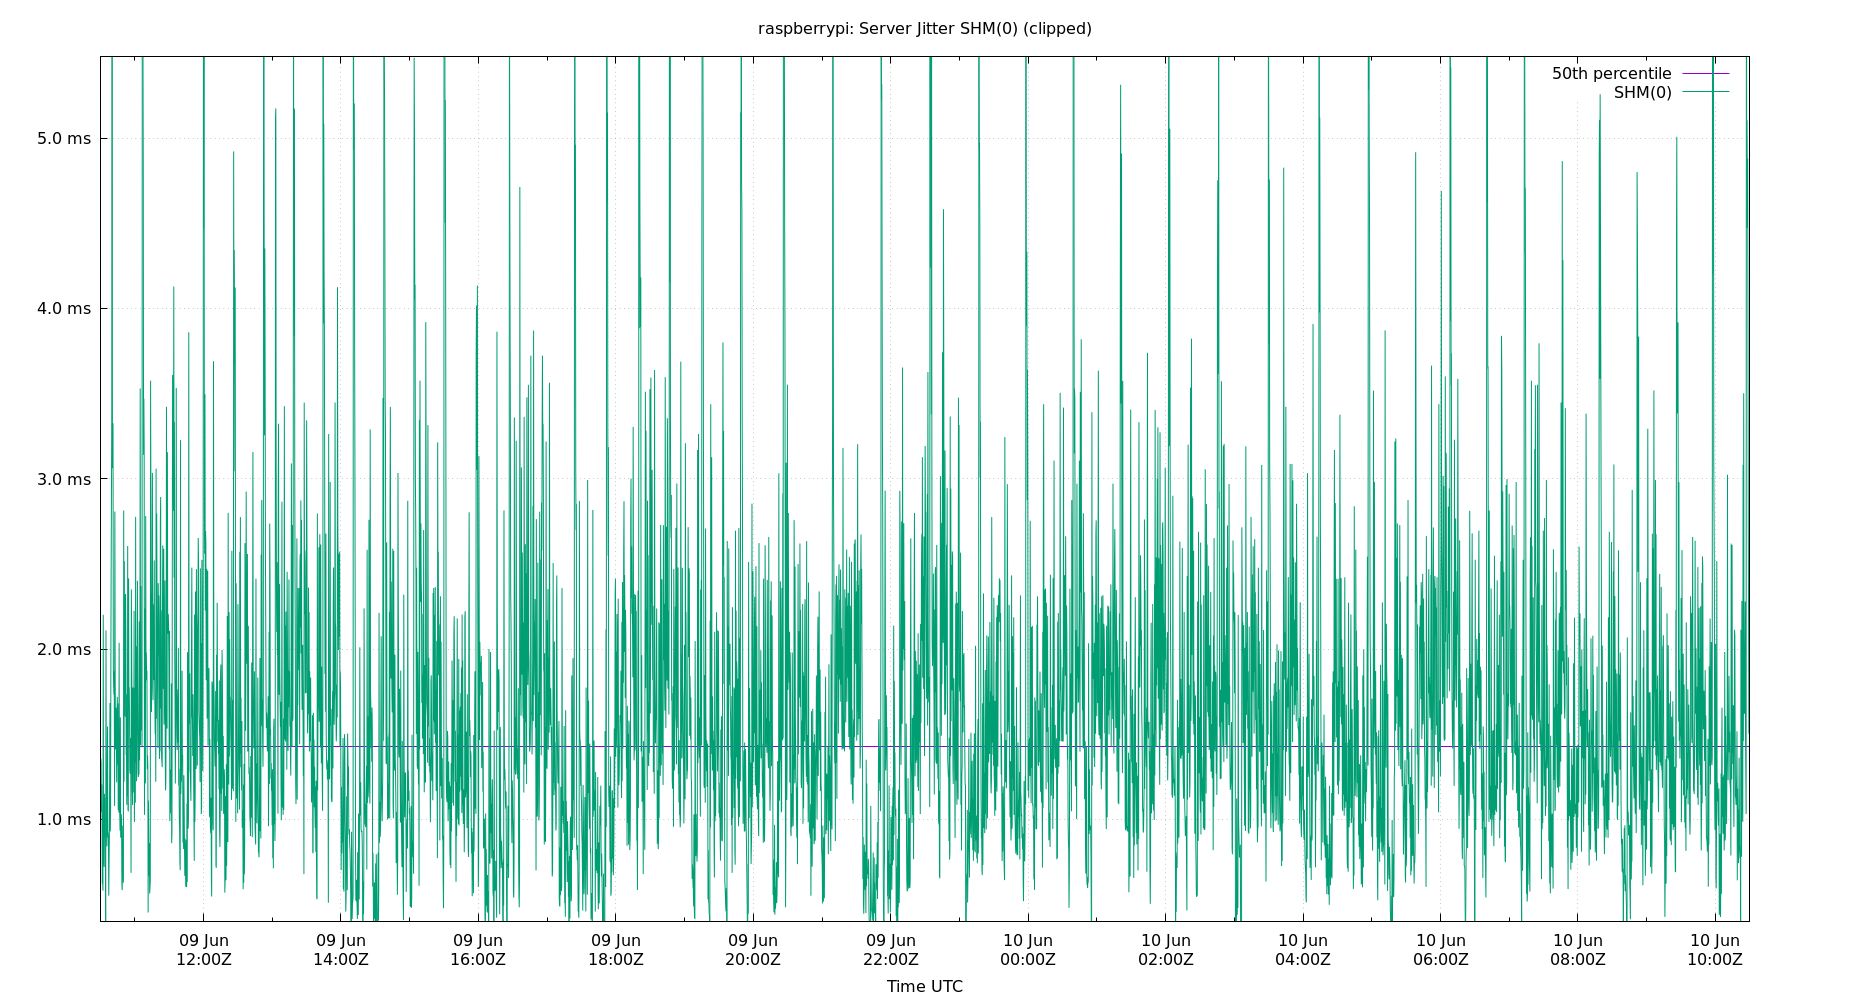 raspberrypi: Server Jitter SHM(0) (clipped)
50th percentile
SHM(0)
5.0 ms
4.0 ms
3.0 ms
2.0 ms
1.0 ms
09 Jun 09 Jun 09 Jun 09 Jun 09 Jun 09 Jun 10 Jun 10 Jun 10 Jun 10 Jun 10 Jun 10 Jun
12:00Z 14:00Z 16:00Z 18:00Z 20:00Z 22:00Z 00:00Z 02:00Z 04:00Z 06:00Z 08:00Z 10:00Z
Time UTC